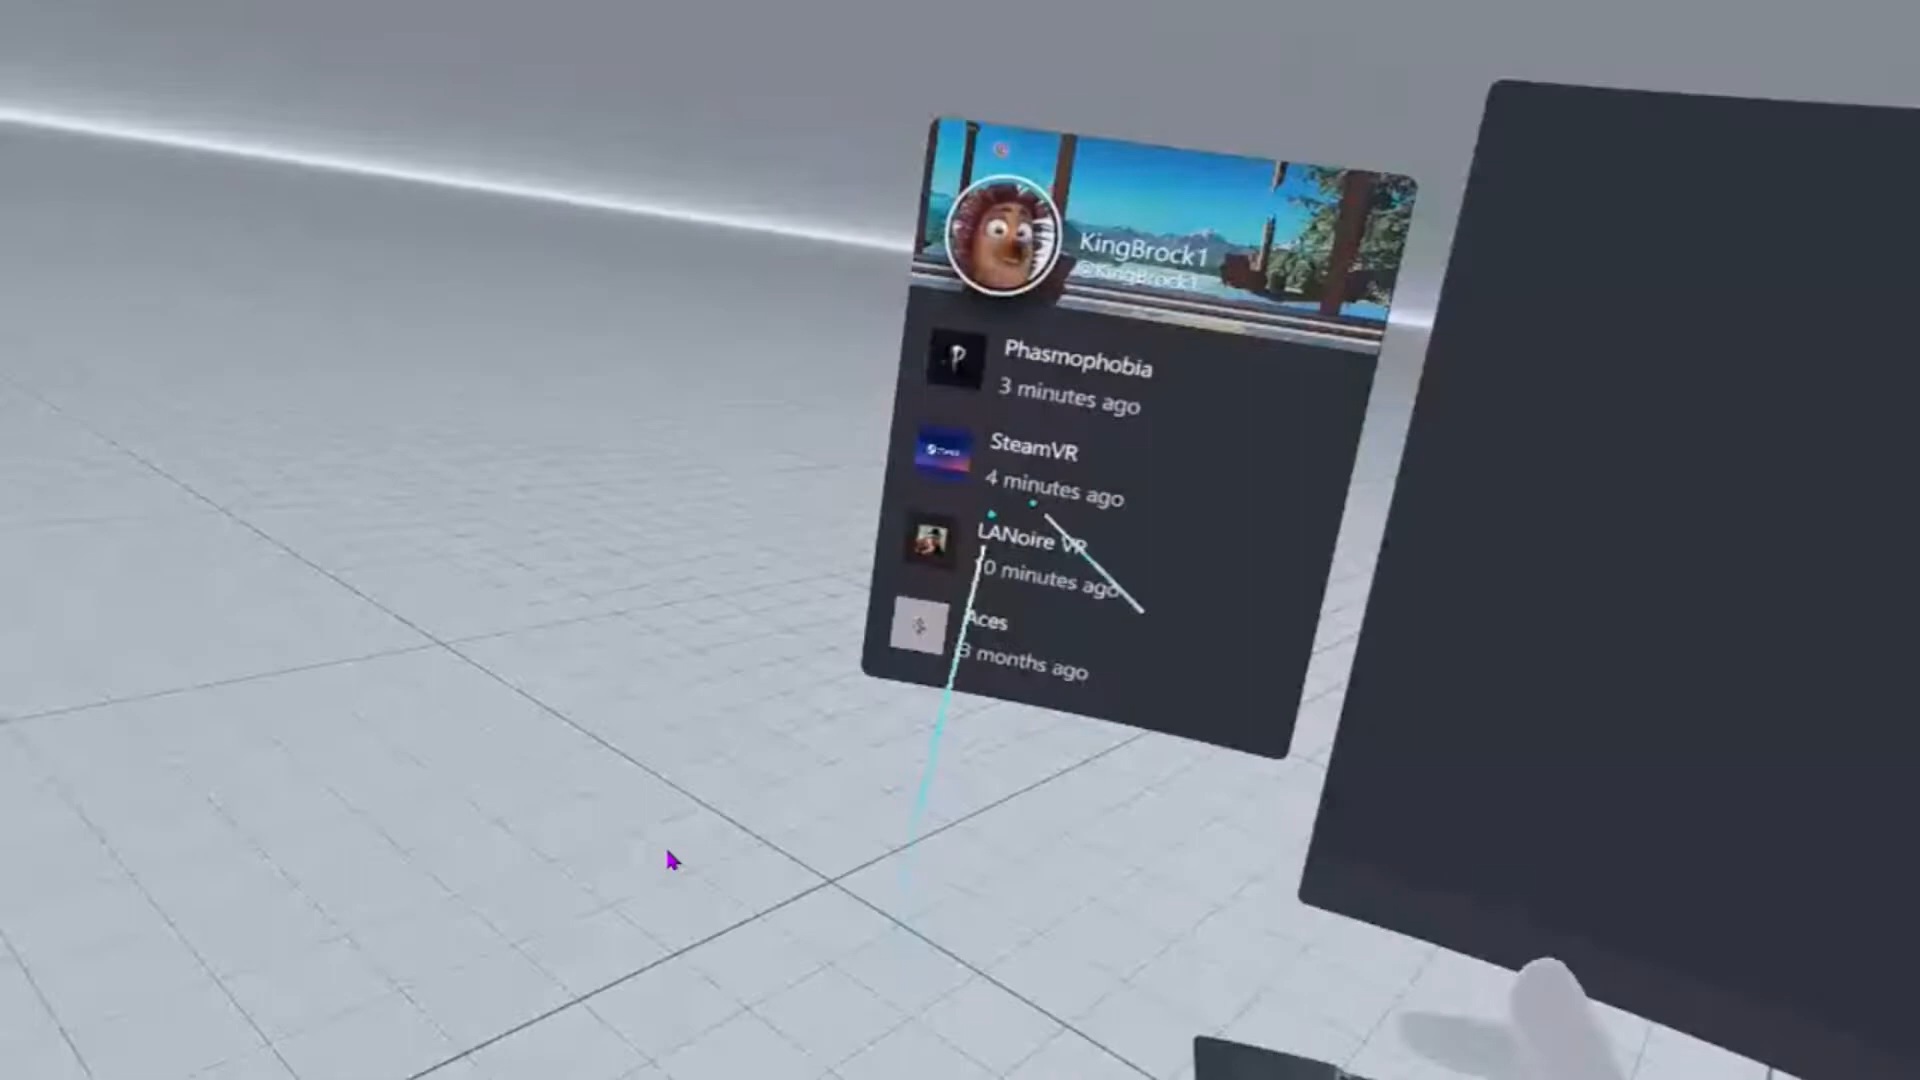 KingBrock1
@KingBrock1
Phasmophobia
3 minutes ago
SteamVR
4 minutes ago
LANoire VR
10 minutes ago
Aces
3 months ago